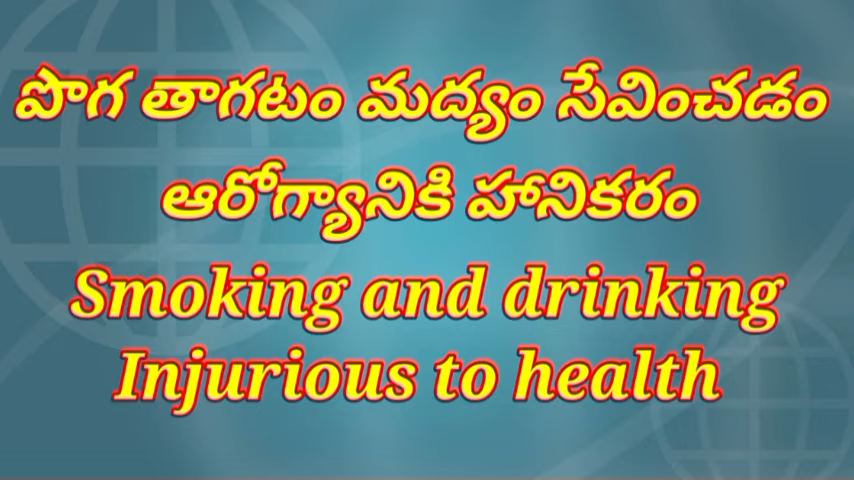 పొగ తాగటం మద్యం సేవించడం
ఆరోగ్యానికి హానికరం
Smoking and drinking
Injurious to health